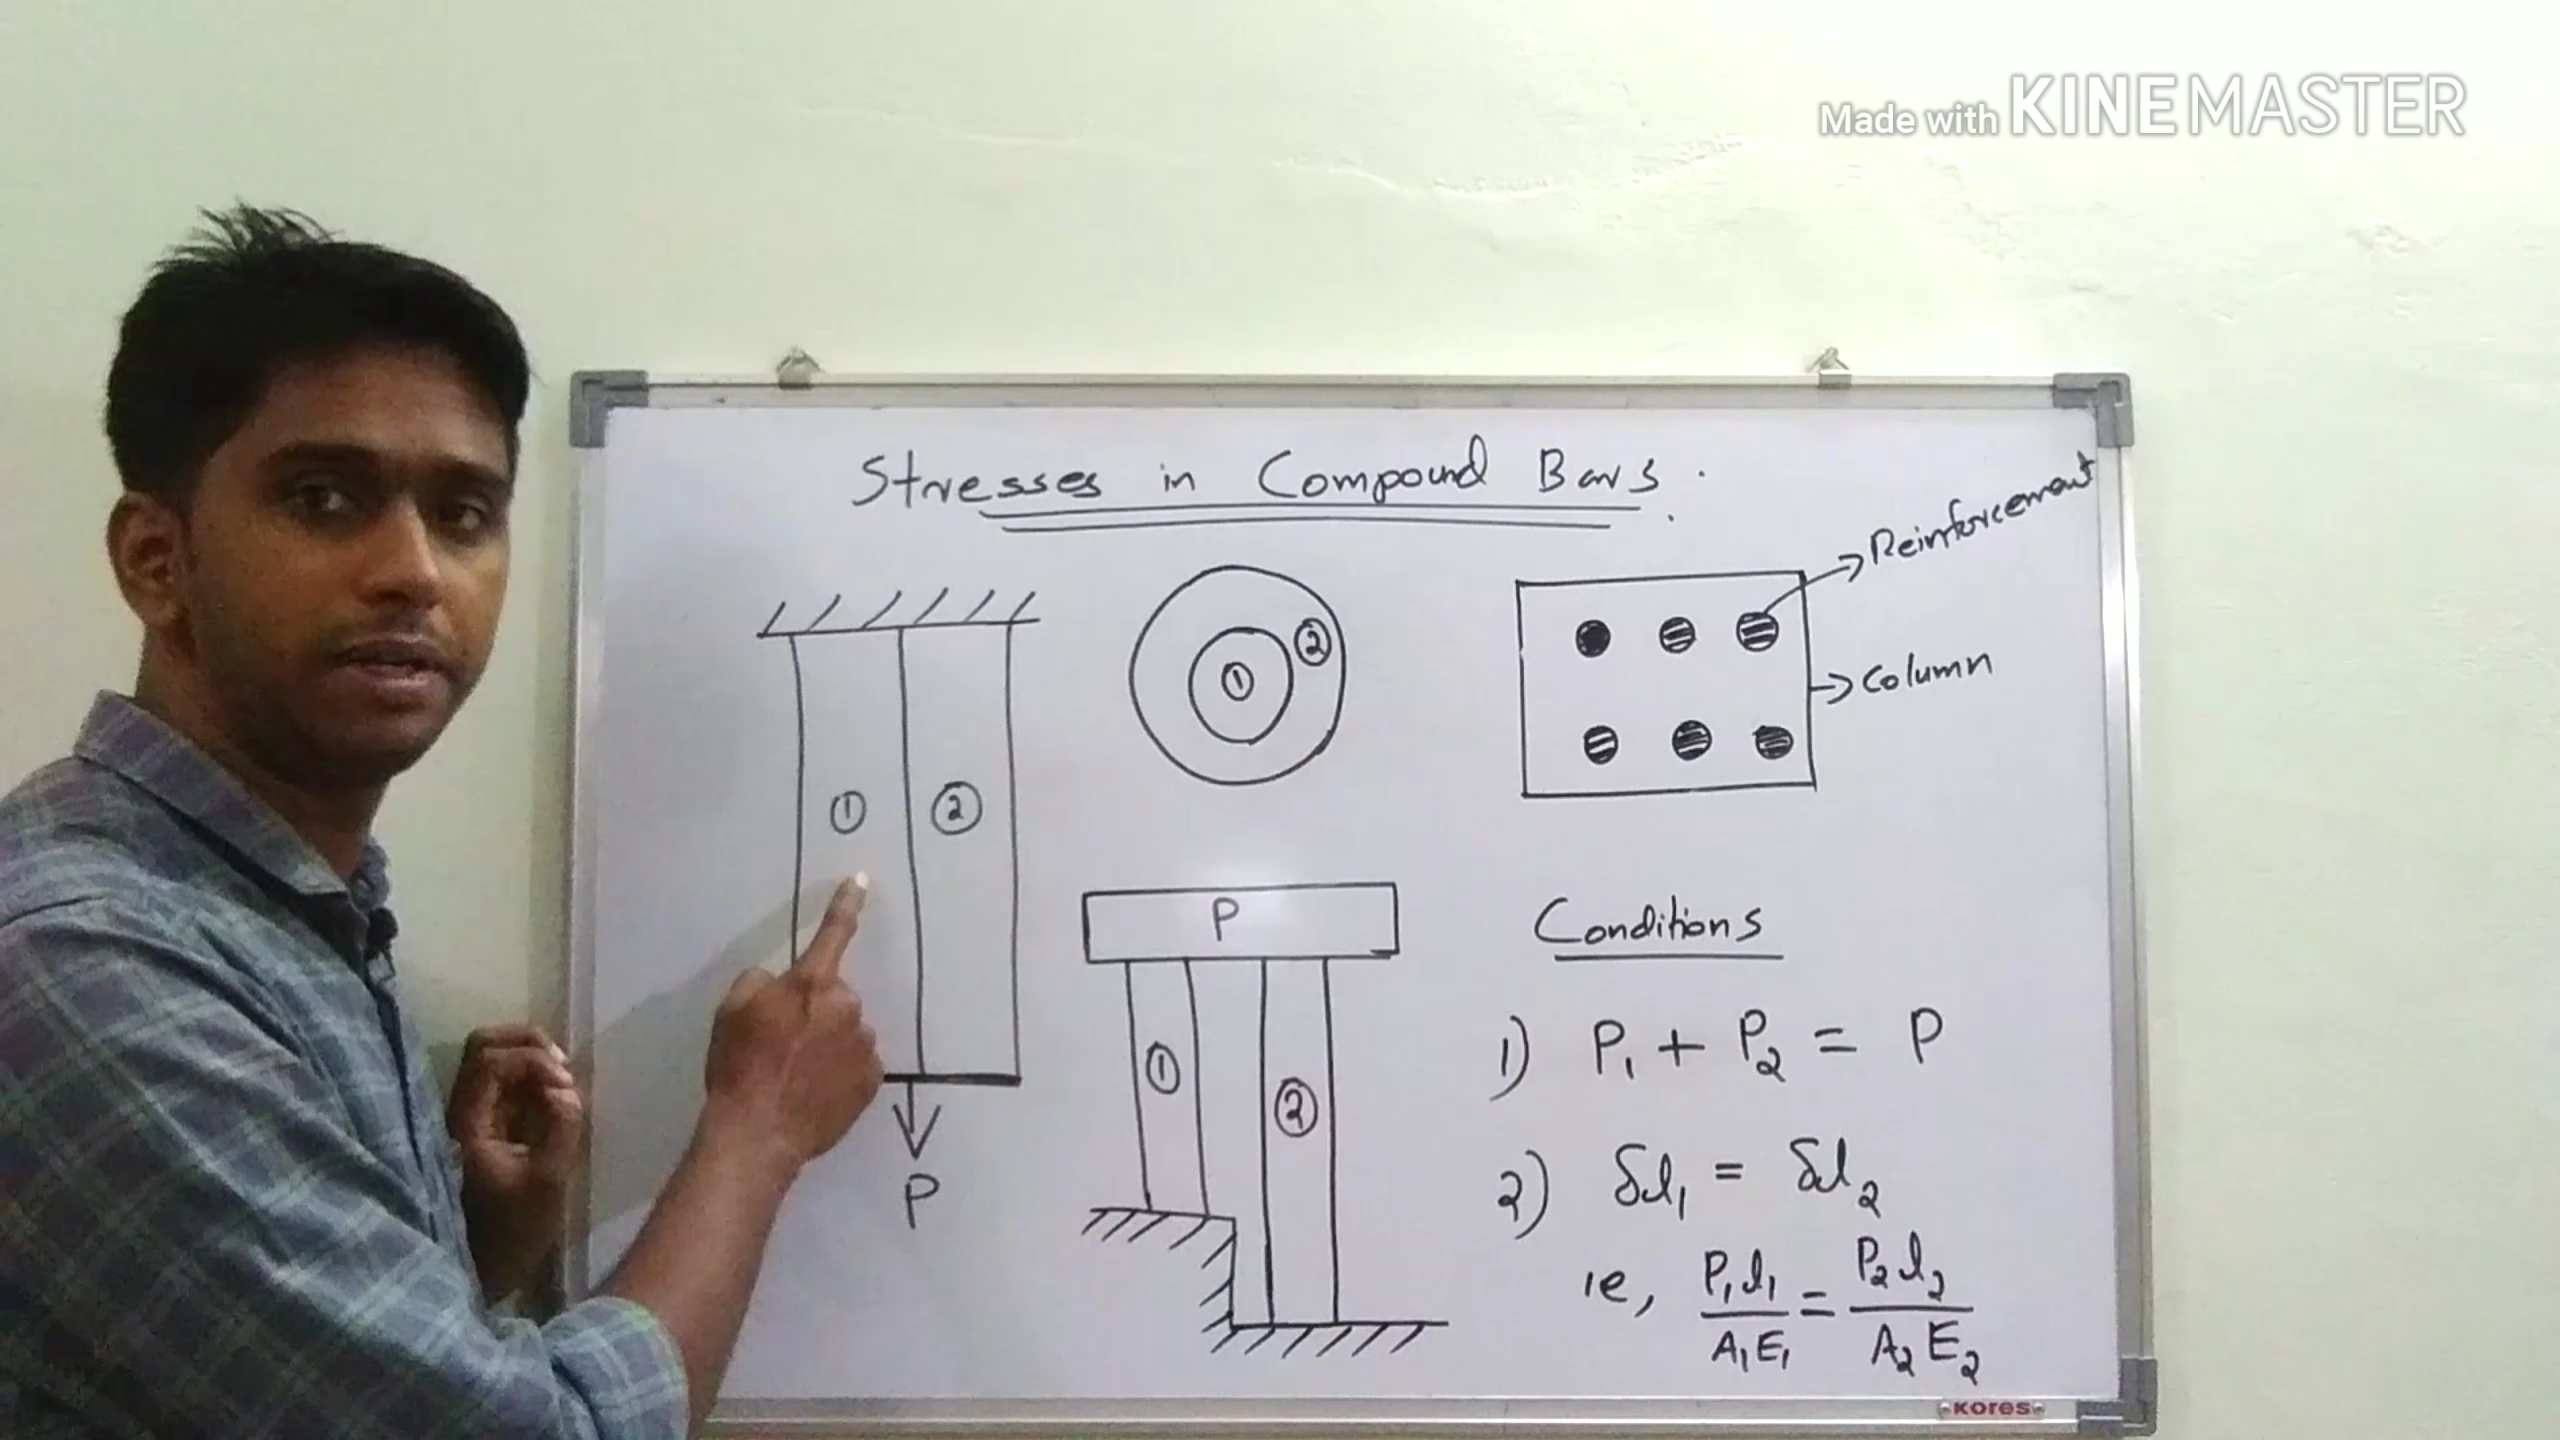 Made with KINEMASTER
Stresses in Compound Bars.
Reinforcement
Column
① ②
P
① ②
P
① ②
Conditions
1) P₁ + P₂ = P
2) δl₁ = δl₂
ie, P₁l₁/A₁E₁ = P₂l₂/A₂E₂
KORES